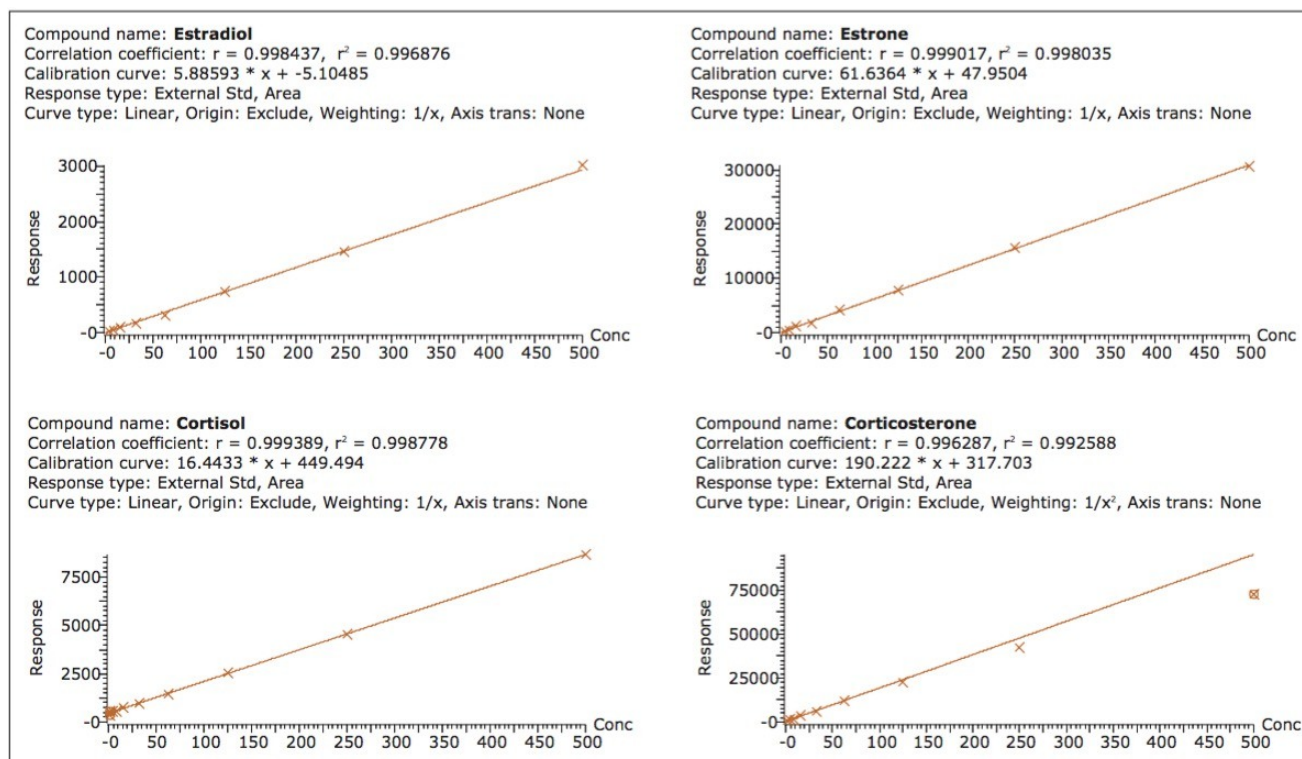 Compound name: Estradiol
Correlation coefficient: r = 0.998437, r² = 0.996876
Calibration curve: 5.88593 * x + -5.10485
Response type: External Std, Area
Curve type: Linear, Origin: Exclude, Weighting: 1/x, Axis trans: None
3000
2000
1000
-0
Response
Conc
-0 50 100 150 200 250 300 350 400 450 500
Compound name: Estrone
Correlation coefficient: r = 0.999017, r² = 0.998035
Calibration curve: 61.6364 * x + 47.9504
Response type: External Std, Area
Curve type: Linear, Origin: Exclude, Weighting: 1/x, Axis trans: None
30000
20000
10000
-0
Response
Conc
-0 50 100 150 200 250 300 350 400 450 500
Compound name: Cortisol
Correlation coefficient: r = 0.999389, r² = 0.998778
Calibration curve: 16.4433 * x + 449.494
Response type: External Std, Area
Curve type: Linear, Origin: Exclude, Weighting: 1/x, Axis trans: None
7500
5000
2500
-0
Response
Conc
-0 50 100 150 200 250 300 350 400 450 500
Compound name: Corticosterone
Correlation coefficient: r = 0.996287, r² = 0.992588
Calibration curve: 190.222 * x + 317.703
Response type: External Std, Area
Curve type: Linear, Origin: Exclude, Weighting: 1/x², Axis trans: None
75000
50000
25000
-0
Response
Conc
-0 50 100 150 200 250 300 350 400 450 500